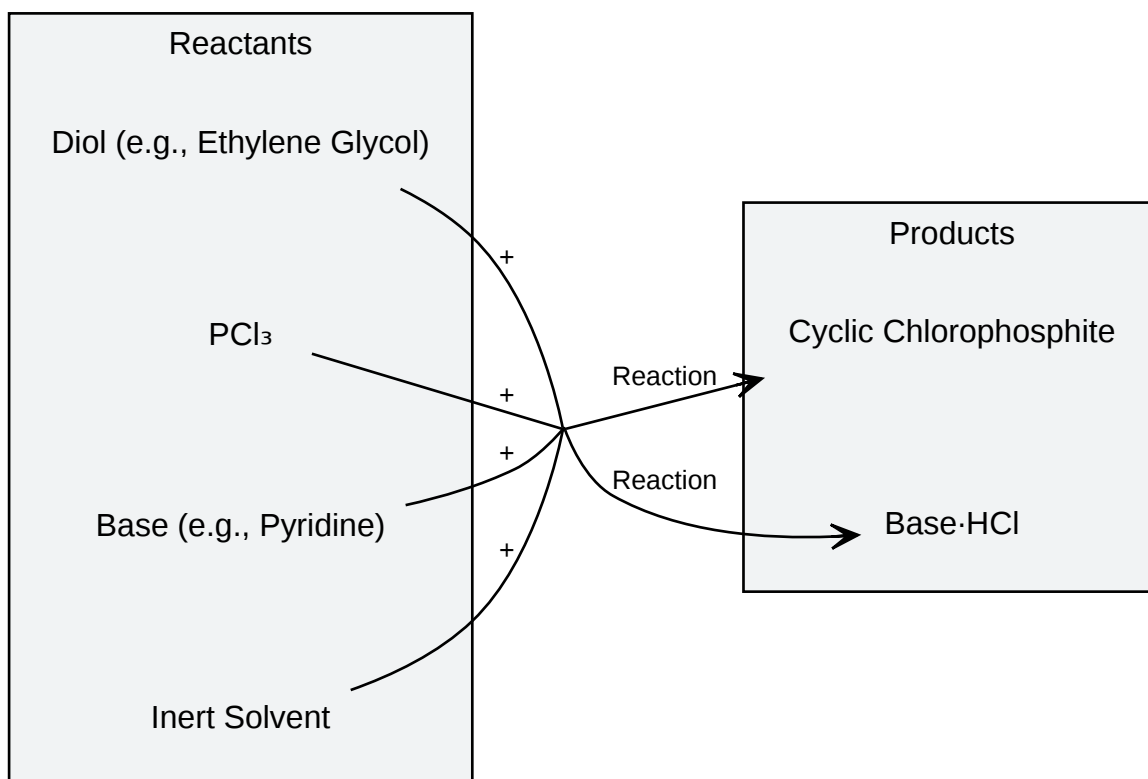 Reactants
Diol (e.g., Ethylene Glycol)
+
PCl₃
+
+
Base (e.g., Pyridine)
+
Inert Solvent
Reaction
Reaction
Products
Cyclic Chlorophosphite
Base·HCl